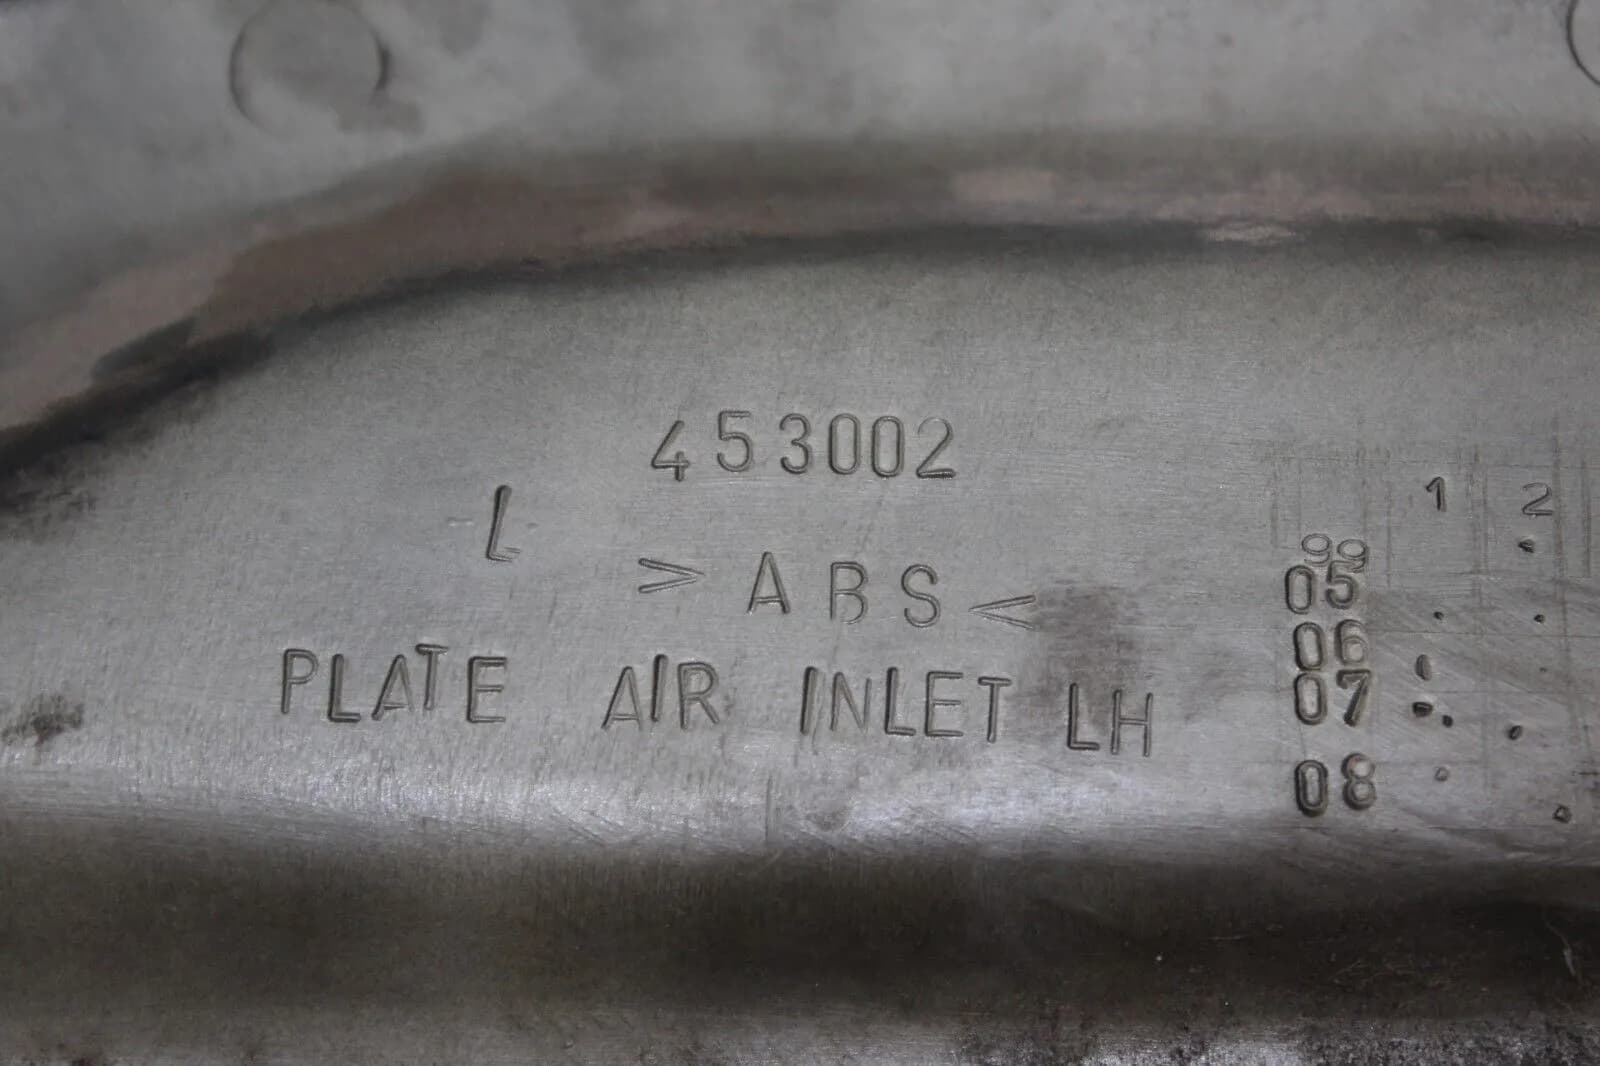 453002
L
> ABS <
PLATE AIR INLET LH
1 2
99
05
06
07
08